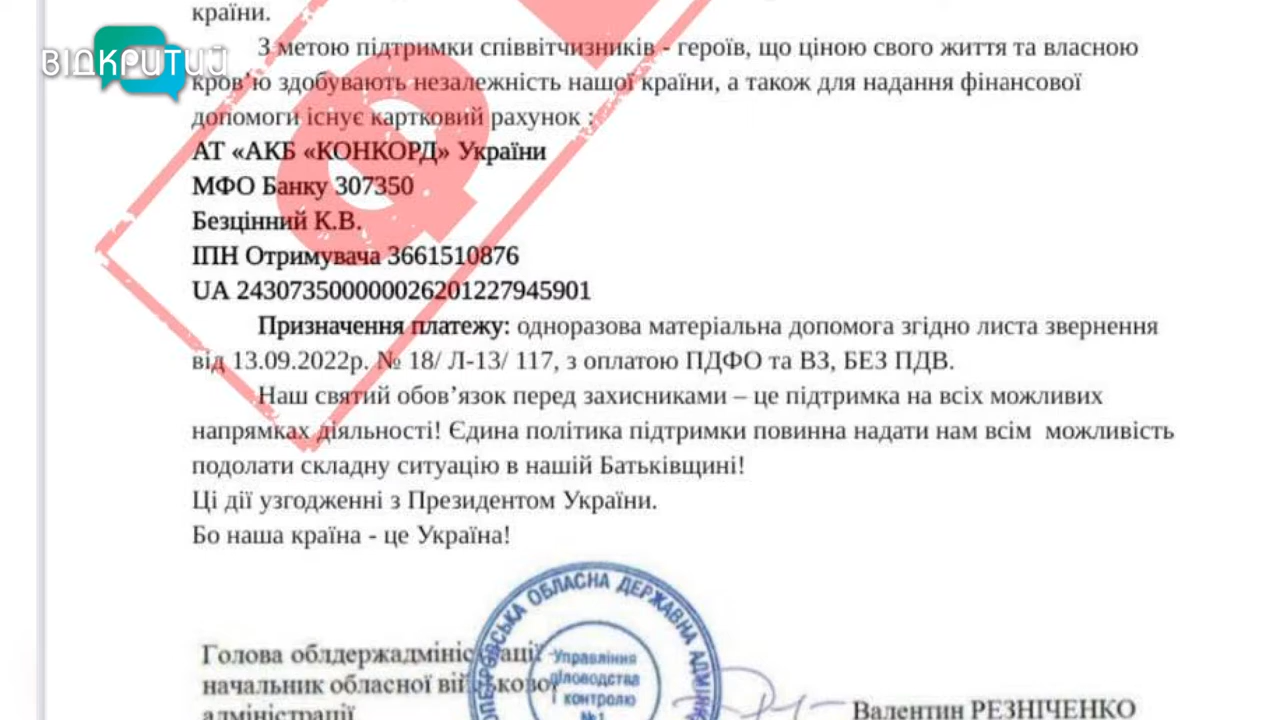 ВІДКРИТИЙ
країни.
З метою підтримки співвітчизників - героїв, що ціною свого життя та власною
кров’ю здобувають незалежність нашої країни, а також для надання фінансової
допомоги існує картковий рахунок :
АТ «АКБ «КОНКОРД» України
МФО Банку 307350
Безцінний К.В.
ІПН Отримувача 3661510876
UA 243073500000026201227945901
Призначення платежу: одноразова матеріальна допомога згідно листа звернення
від 13.09.2022р. № 18/ Л-13/ 117, з оплатою ПДФО та ВЗ, БЕЗ ПДВ.
Наш святий обов’язок перед захисниками – це підтримка на всіх можливих
напрямках діяльності! Єдина політика підтримки повинна надати нам всім можливість
подолати складну ситуацію в нашій Батьківщині!
Ці дії узгодженні з Президентом України.
Бо наша країна - це Україна!
ОБЛАСНА ДЕРЖАВНА
Управління
діловодства
і контролю
№1
Голова облдержадміністрації
начальник обласної військової
адміністрації
Валентин РЕЗНІЧЕНКО